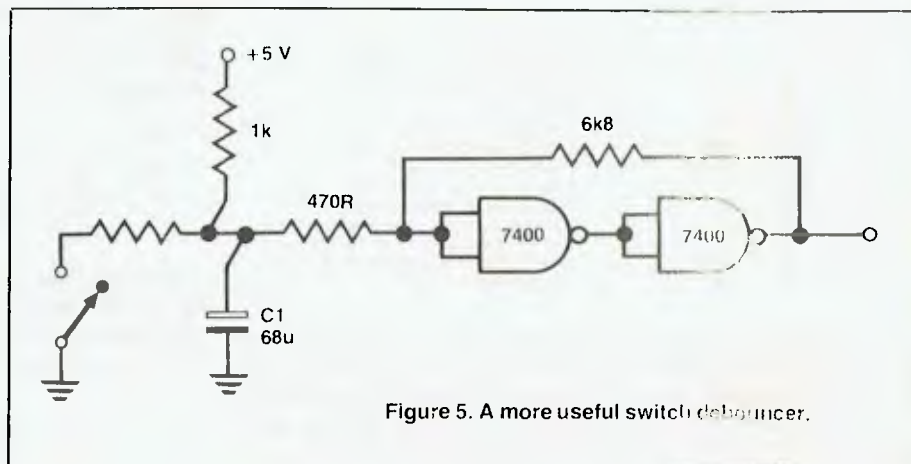 +5 V
1k
6k8
470R
7400
7400
C1
68u
Figure 5. A more useful switch debouncer.